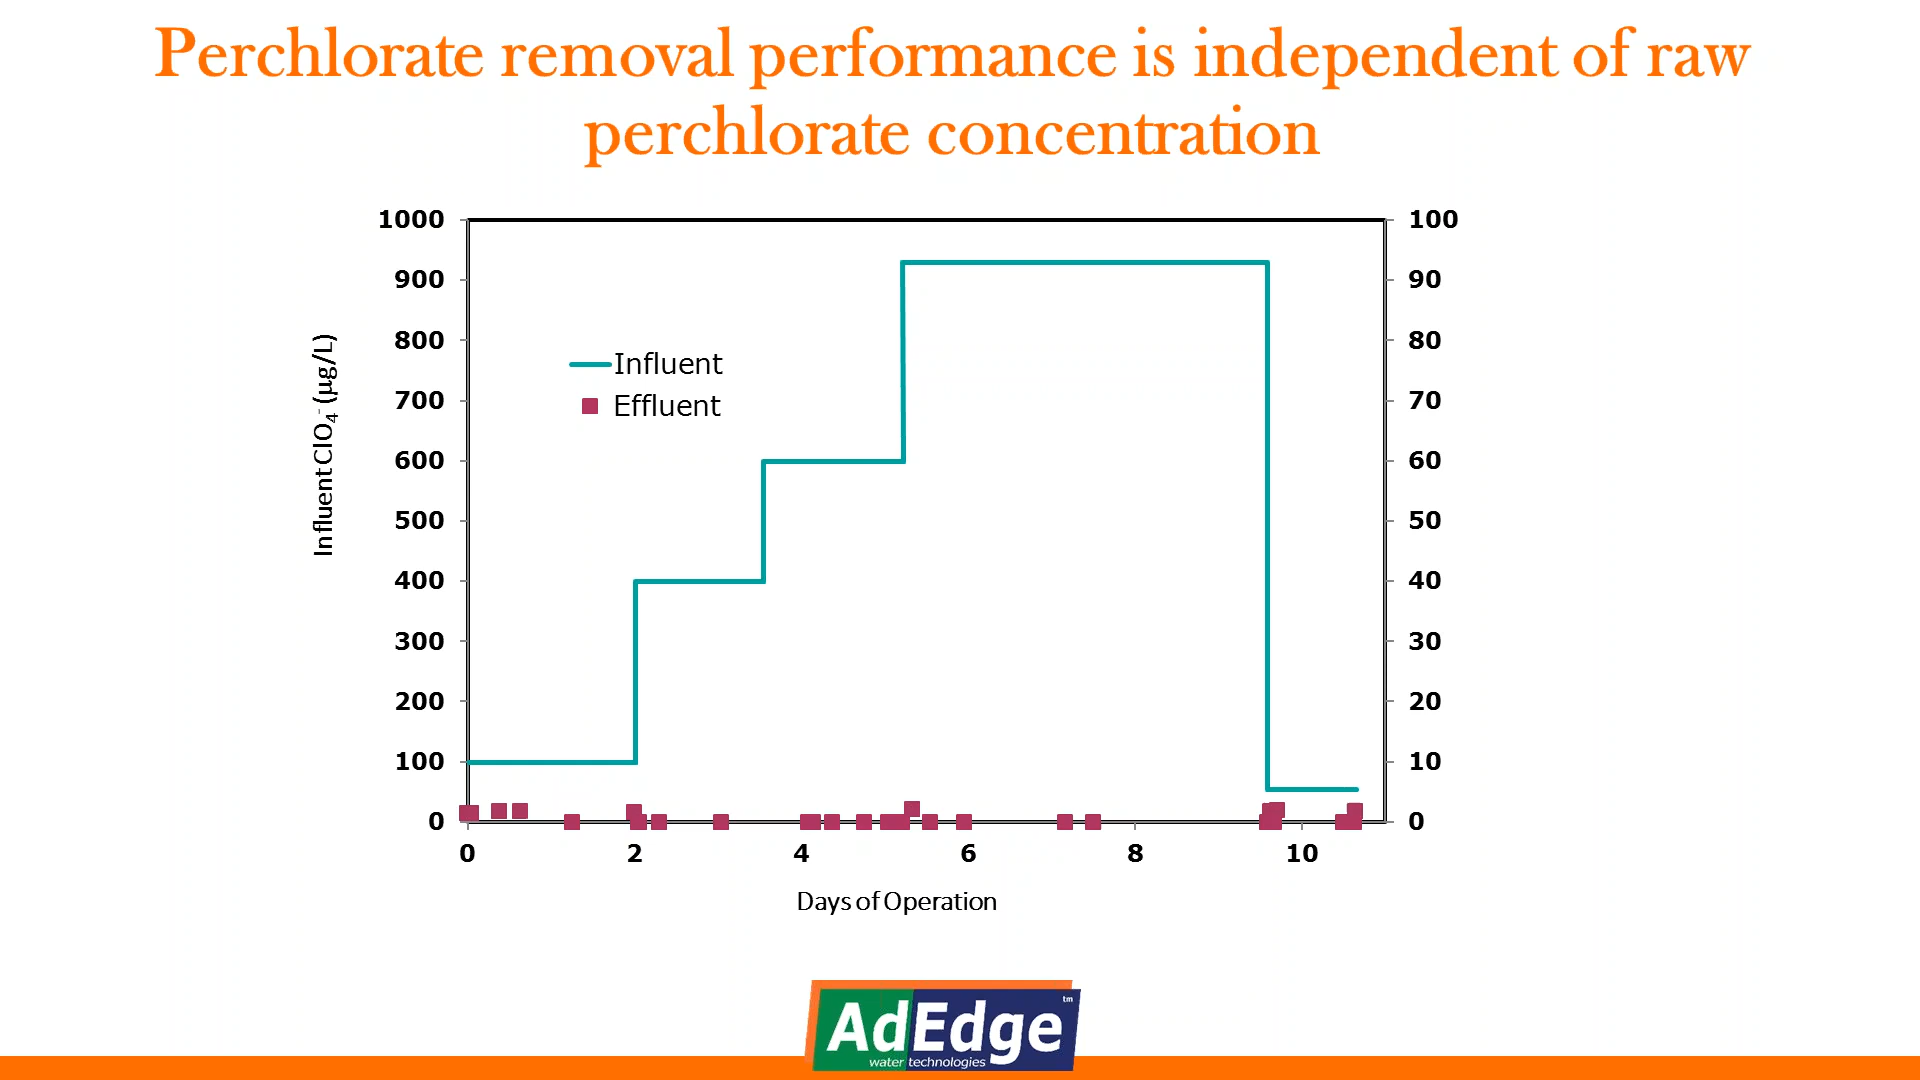 Perchlorate removal performance is independent of raw
perchlorate concentration
1000
900
800
700
600
500
400
300
200
100
0
Influent ClO4- (µg/L)
Influent
Effluent
100
90
80
70
60
50
40
30
20
10
0
0 2 4 6 8 10
Days of Operation
AdEdge tm
water technologies